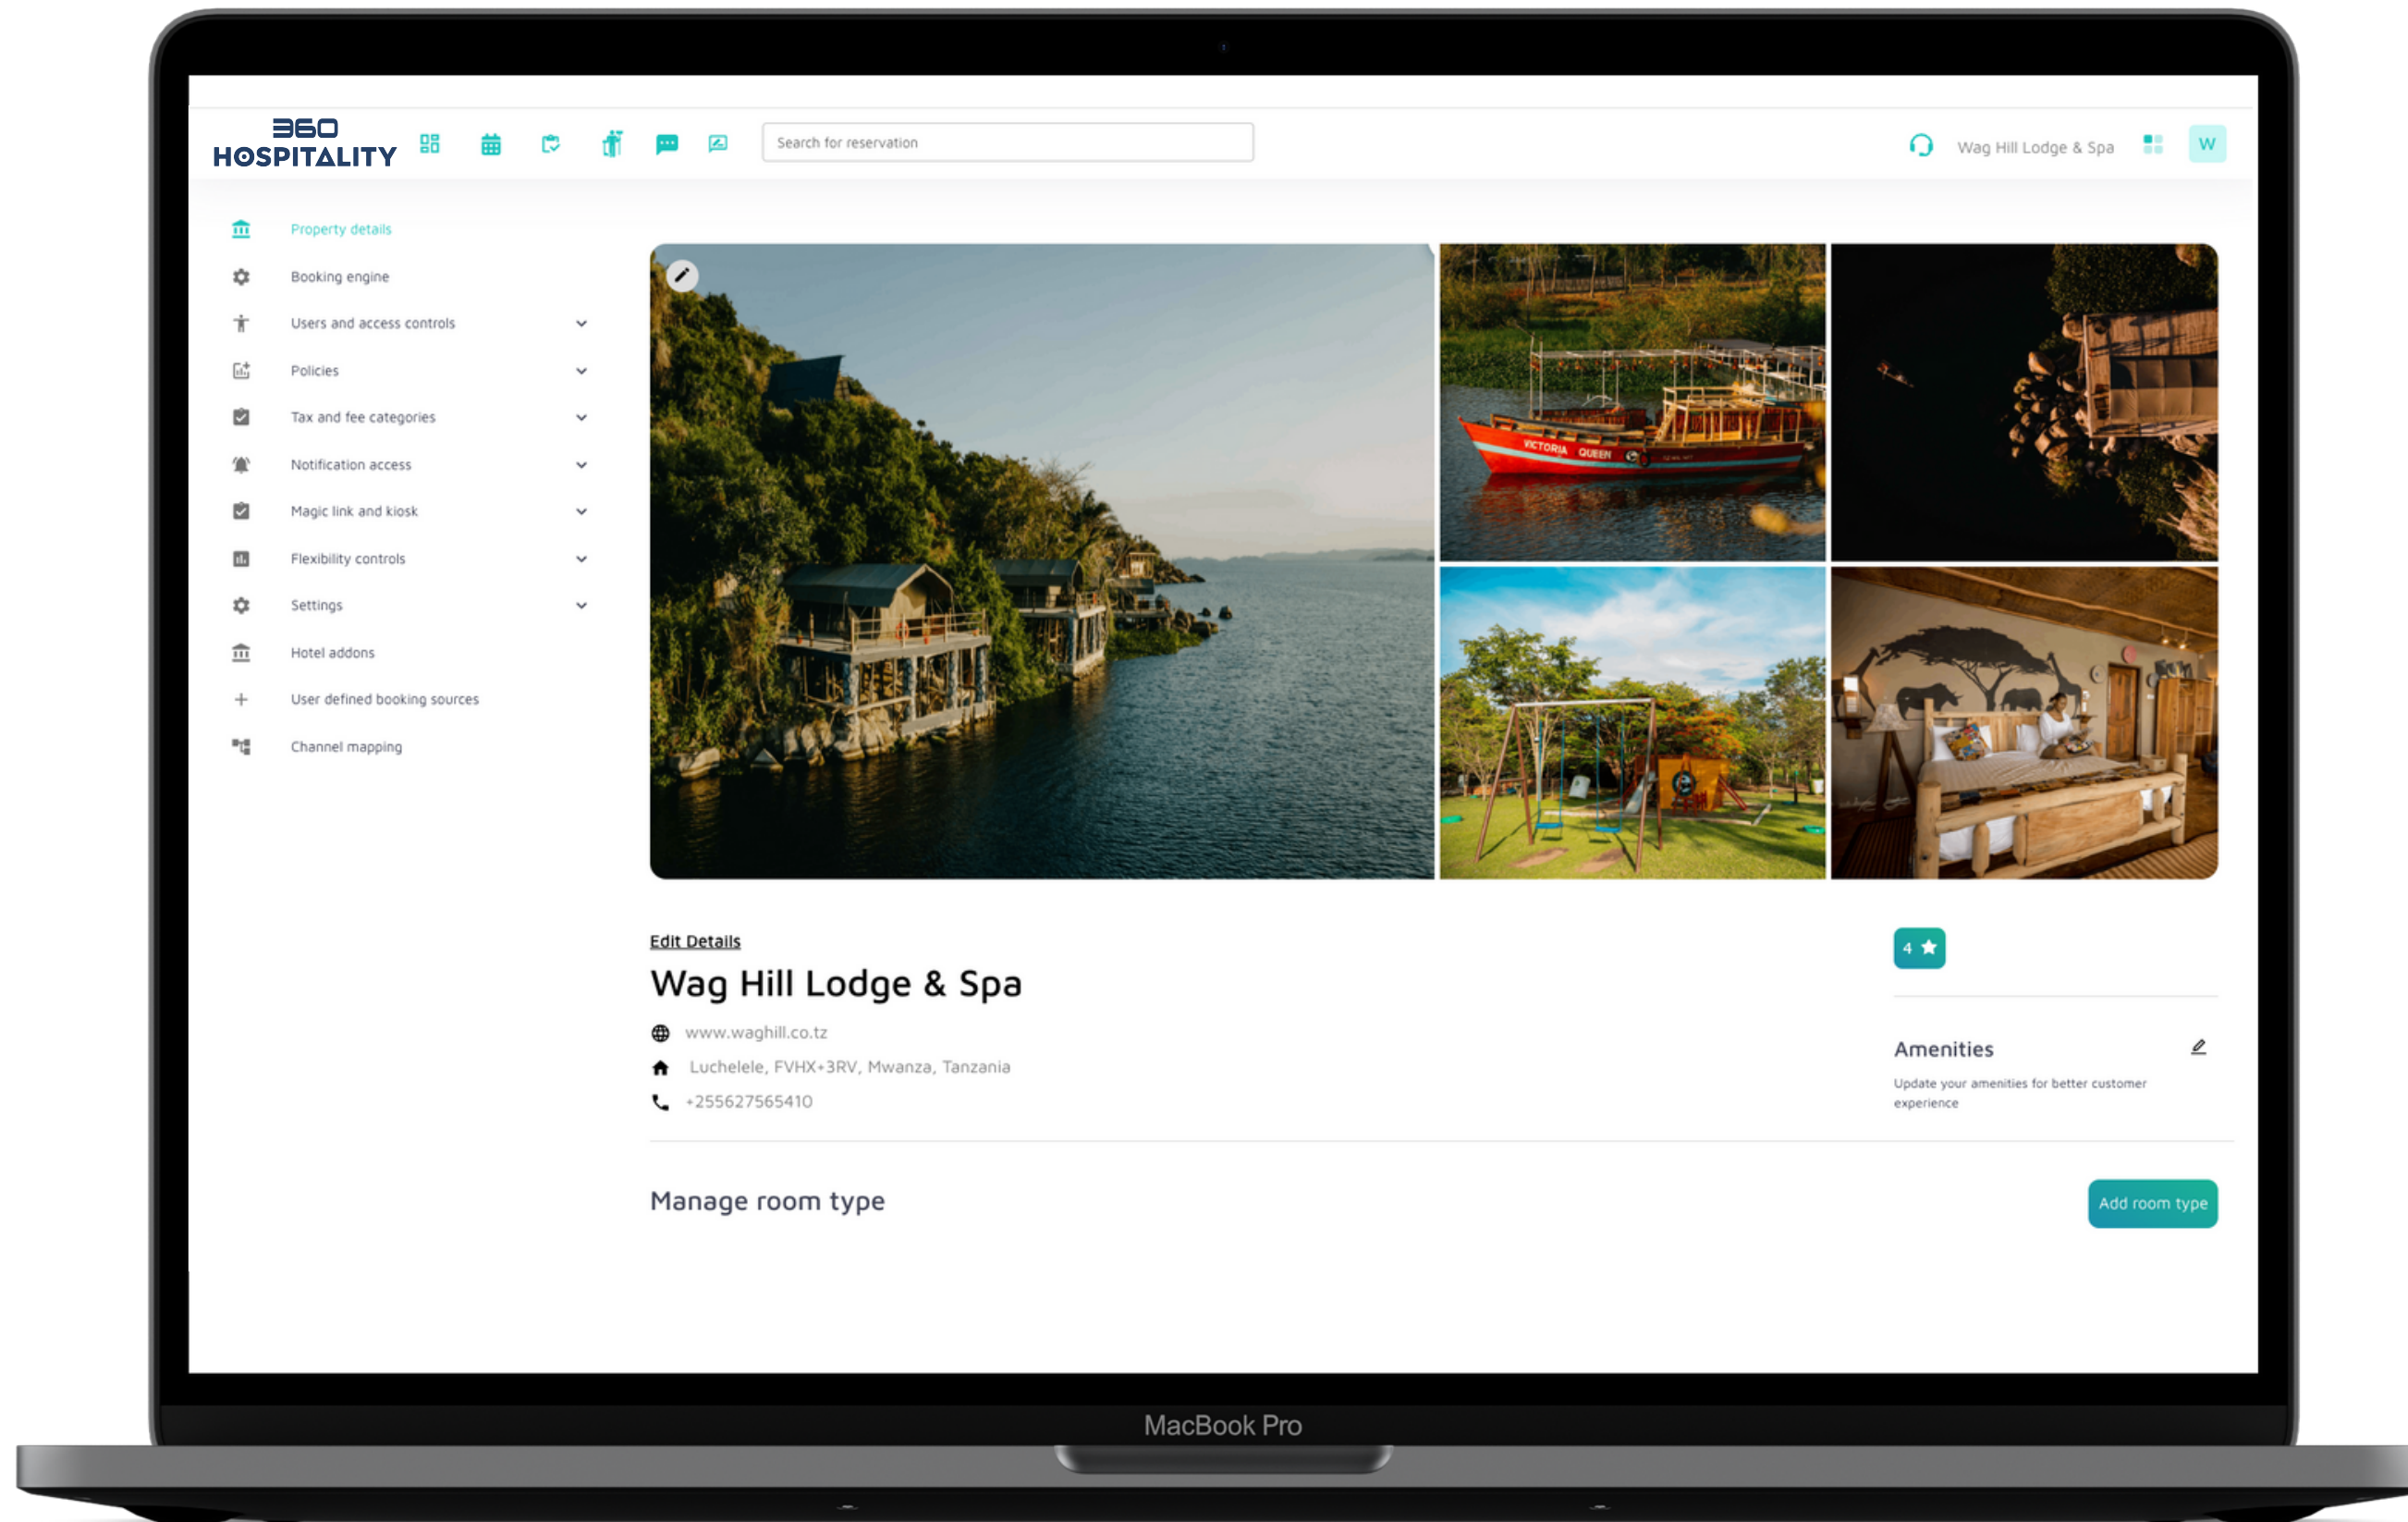 360
HOSPITALITY
Search for reservation
Wag Hill Lodge & Spa
W
Property details
Booking engine
Users and access controls
Policies
Tax and fee categories
Notification access
Magic link and kiosk
Flexibility controls
Settings
Hotel addons
User defined booking sources
Channel mapping
VICTORIA QUEEN
Edit Details
Wag Hill Lodge & Spa
www.waghill.co.tz
Luchelele, FVHX+3RV, Mwanza, Tanzania
+255627565410
4
Amenities
Update your amenities for better customer
experience
Manage room type
Add room type
MacBook Pro